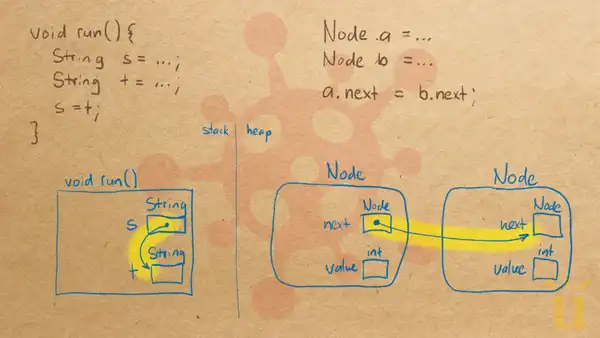 void run() {
String s = ...;
String t = ...;
s = t;
}
Node a = ...
Node b = ...
a.next = b.next;
stack heap
void run()
String
s
String
t
Node
Node
next
int
value
Node
Node
next
int
value
ü